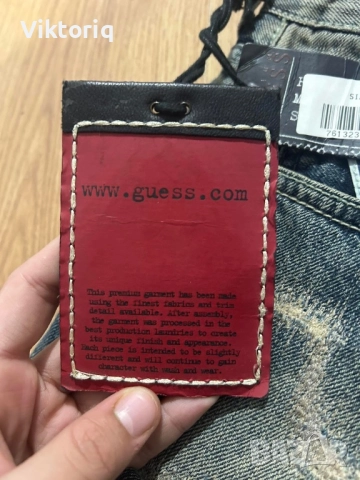 Viktoriq
www.guess.com
This premium garment has been made
using the finest fabrics and trim
detail available. After assembly,
the garment was processed in the
best production laundries to create
its unique finish and appearance.
Each piece is intended to be slightly
different and will continue to gain
character with wash and wear.
751323